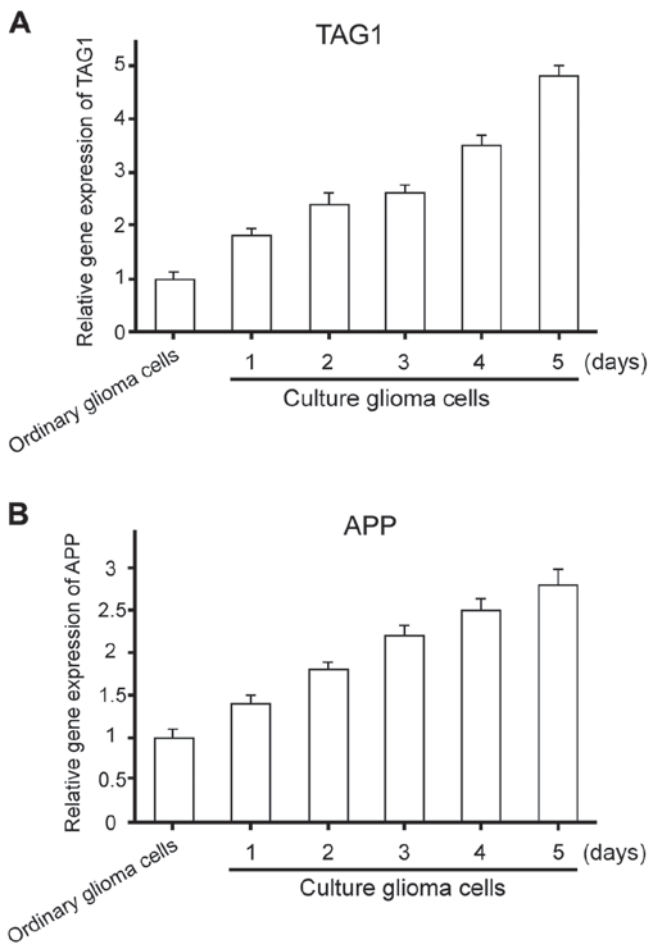 A
TAG1
Relative gene expression of TAG1
5
4
3
2
1
0
Ordinary glioma cells
1 2 3 4 5 (days)
Culture glioma cells
B
APP
Relative gene expression of APP
3
2.5
2
1.5
1
0.5
0
Ordinary glioma cells
1 2 3 4 5 (days)
Culture glioma cells